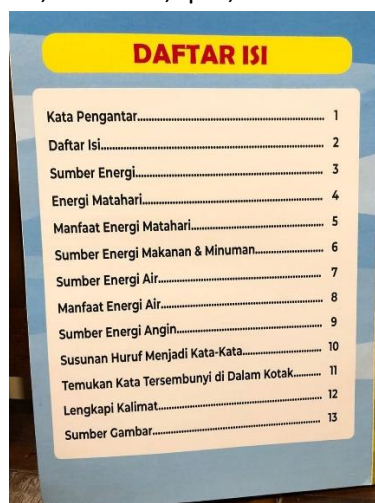 DAFTAR ISI
Kata Pengantar........................................................ 1
Daftar Isi.................................................................. 2
Sumber Energi......................................................... 3
Energi Matahari....................................................... 4
Manfaat Energi Matahari........................................ 5
Sumber Energi Makanan & Minuman.................... 6
Sumber Energi Air................................................... 7
Manfaat Energi Air.................................................. 8
Sumber Energi Angin.............................................. 9
Susunan Huruf Menjadi Kata-Kata........................ 10
Temukan Kata Tersembunyi di Dalam Kotak......... 11
Lengkapi Kalimat..................................................... 12
Sumber Gambar....................................................... 13